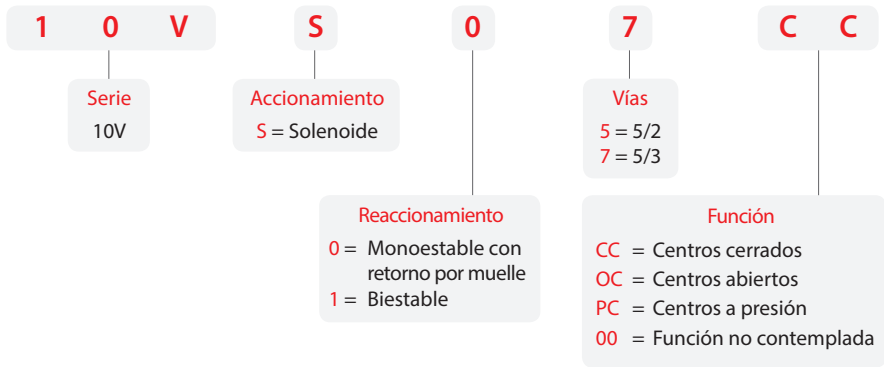 1 0 V S 0 7 C C
Serie
10V
Accionamiento
S = Solenoide
Vías
5 = 5/2
7 = 5/3
Reaccionamiento
0 = Monoestable con
retorno por muelle
1 = Biestable
Función
CC = Centros cerrados
OC = Centros abiertos
PC = Centros a presión
00 = Función no contemplada